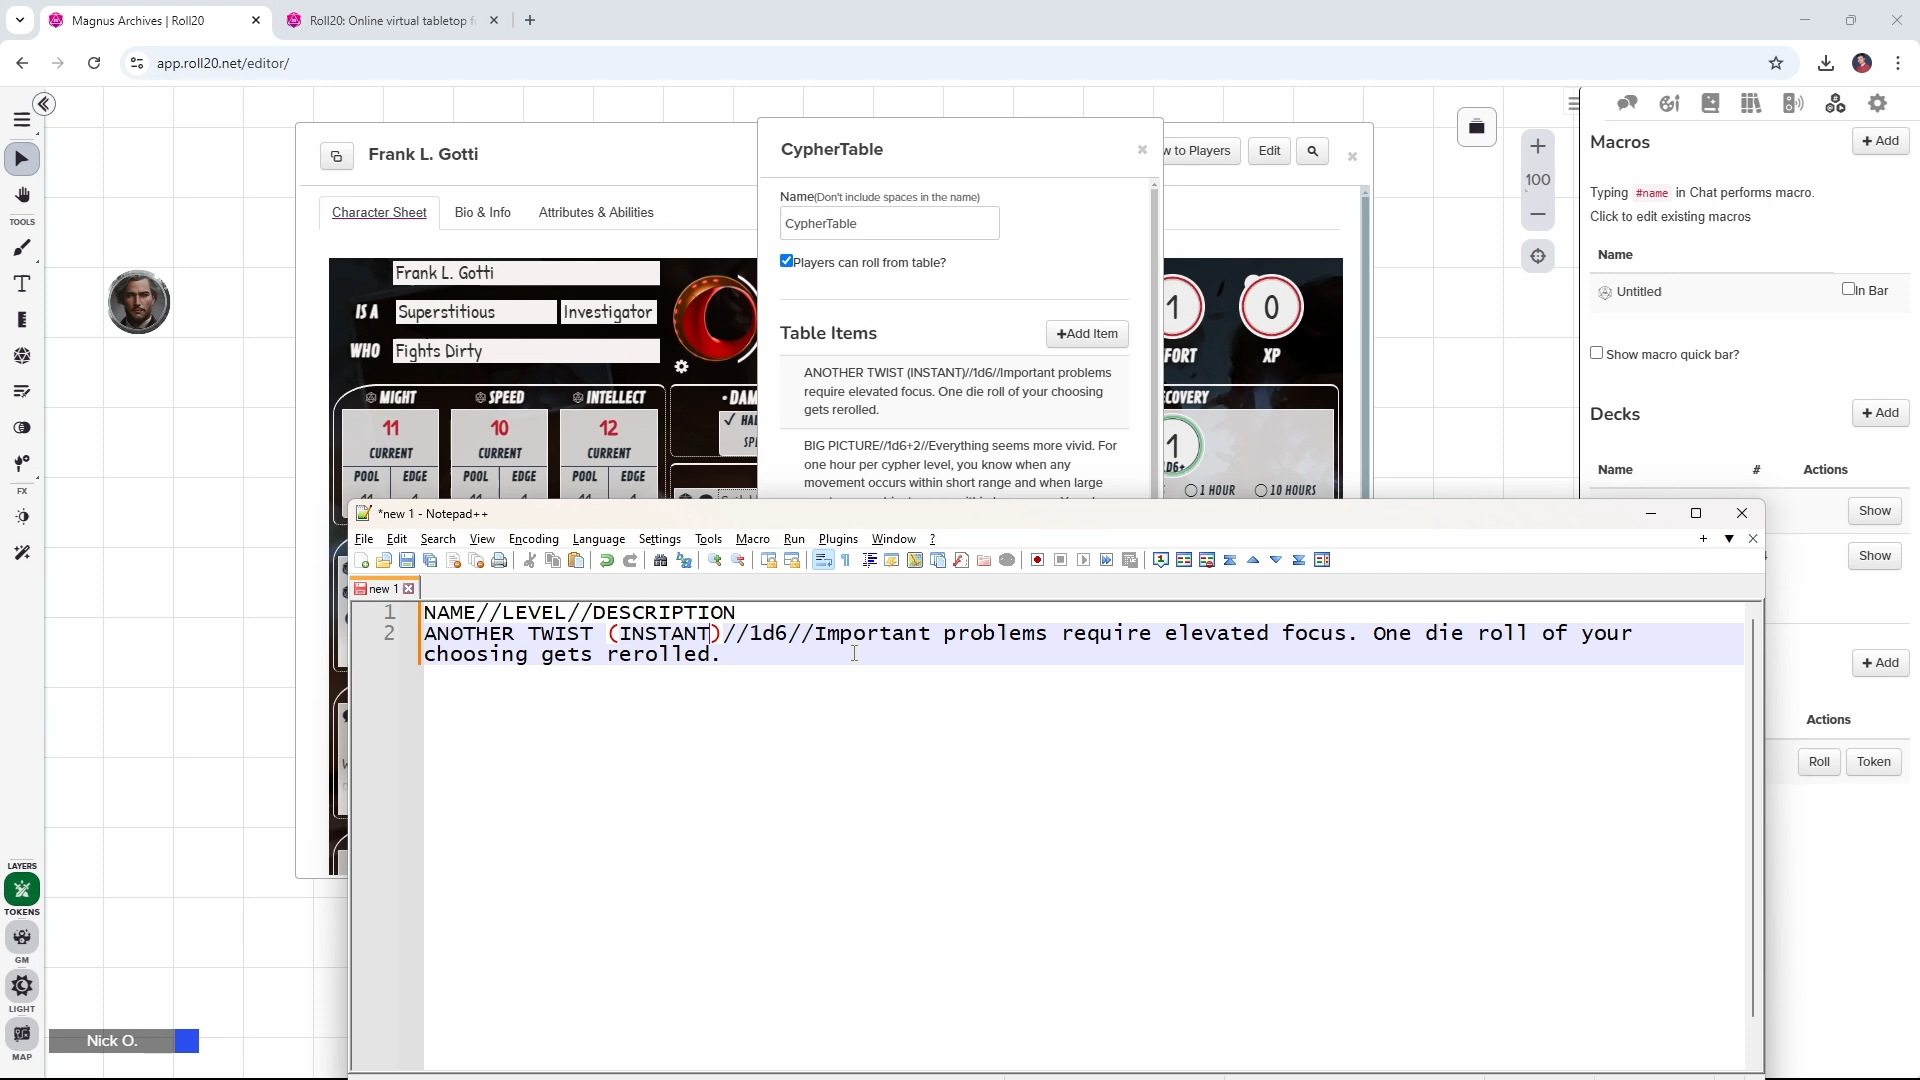 Magnus Archives | Roll20
Roll20: Online virtual tabletop f
app.roll20.net/editor/
TOOLS
FX
LAYERS
TOKENS
GM
LIGHT
MAP
Nick O.
Frank L. Gotti
w to Players
Edit
Character Sheet
Bio & Info
Attributes & Abilities
Frank L. Gotti
IS A
Superstitious
Investigator
WHO
Fights Dirty
MIGHT
SPEED
INTELLECT
11
10
12
CURRENT
CURRENT
CURRENT
POOL
EDGE
POOL
EDGE
POOL
EDGE
1
0
XP
1
1 HOUR
10 HOURS
CypherTable
Name(Don't include spaces in the name)
CypherTable
Players can roll from table?
Table Items
+Add Item
ANOTHER TWIST (INSTANT)//1d6//Important problems
require elevated focus. One die roll of your choosing
gets rerolled.
BIG PICTURE//1d6+2//Everything seems more vivid. For
one hour per cypher level, you know when any
movement occurs within short range and when large
100
Macros
+ Add
Typing #name in Chat performs macro.
Click to edit existing macros
Name
Untitled
In Bar
Show macro quick bar?
Decks
+ Add
Name
#
Actions
Show
Show
+ Add
Actions
Roll
Token
*new 1 - Notepad++
File Edit Search View Encoding Language Settings Tools Macro Run Plugins Window ?
new 1
1 NAME//LEVEL//DESCRIPTION
2 ANOTHER TWIST (INSTANT)//1d6//Important problems require elevated focus. One die roll of your
choosing gets rerolled.